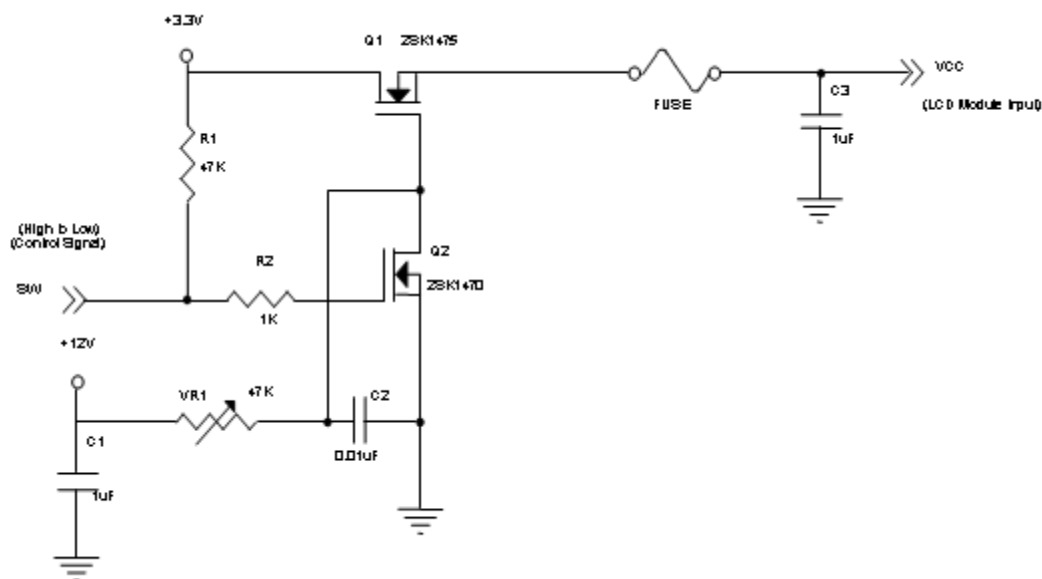 +3.3V
Q1 2SK1475
VCC
FUSE
C3
(LCD Module Input)
1uF
R1
47K
(High to Low)
(Control Signal)
Q2
R2
2SK1470
SW
1K
+12V
VR1
47K
C2
C1
0.01uF
1uF